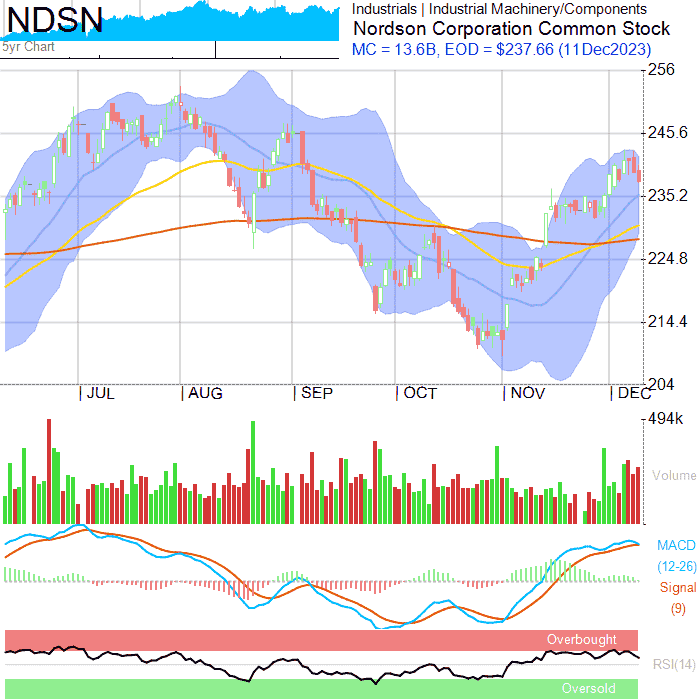 NDSN
5yr Chart
Industrials | Industrial Machinery/Components
Nordson Corporation Common Stock
MC = 13.6B, EOD = $237.66 (11Dec2023)
256
245.6
235.2
224.8
214.4
204
| JUL
| AUG
| SEP
| OCT
| NOV
| DEC
494k
Volume
MACD
(12-26)
Signal
(9)
Overbought
RSI(14)
Oversold